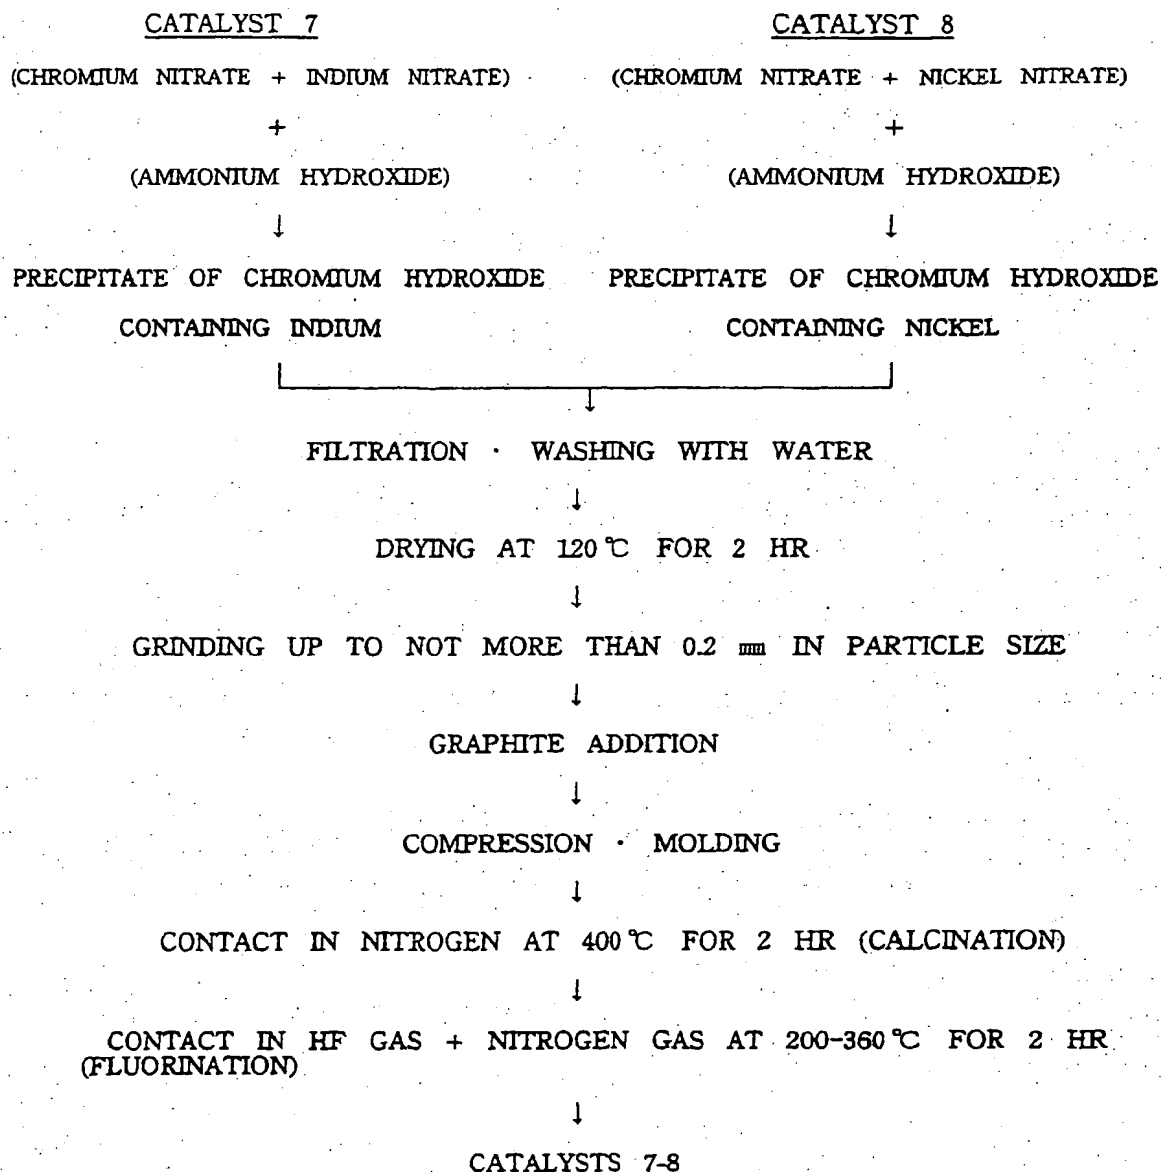 CATALYST 7
CATALYST 8
(CHROMIUM NITRATE + INDIUM NITRATE)
(CHROMIUM NITRATE + NICKEL NITRATE)
+
+
(AMMONIUM HYDROXIDE)
(AMMONIUM HYDROXIDE)
↓
↓
PRECIPITATE OF CHROMIUM HYDROXIDE
CONTAINING INDIUM
PRECIPITATE OF CHROMIUM HYDROXIDE
CONTAINING NICKEL
↓
FILTRATION · WASHING WITH WATER
↓
DRYING AT 120℃ FOR 2 HR
↓
GRINDING UP TO NOT MORE THAN 0.2 ㎜ IN PARTICLE SIZE
↓
GRAPHITE ADDITION
↓
COMPRESSION · MOLDING
↓
CONTACT IN NITROGEN AT 400℃ FOR 2 HR (CALCINATION)
↓
CONTACT IN HF GAS + NITROGEN GAS AT 200-360℃ FOR 2 HR
(FLUORINATION)
↓
CATALYSTS 7-8